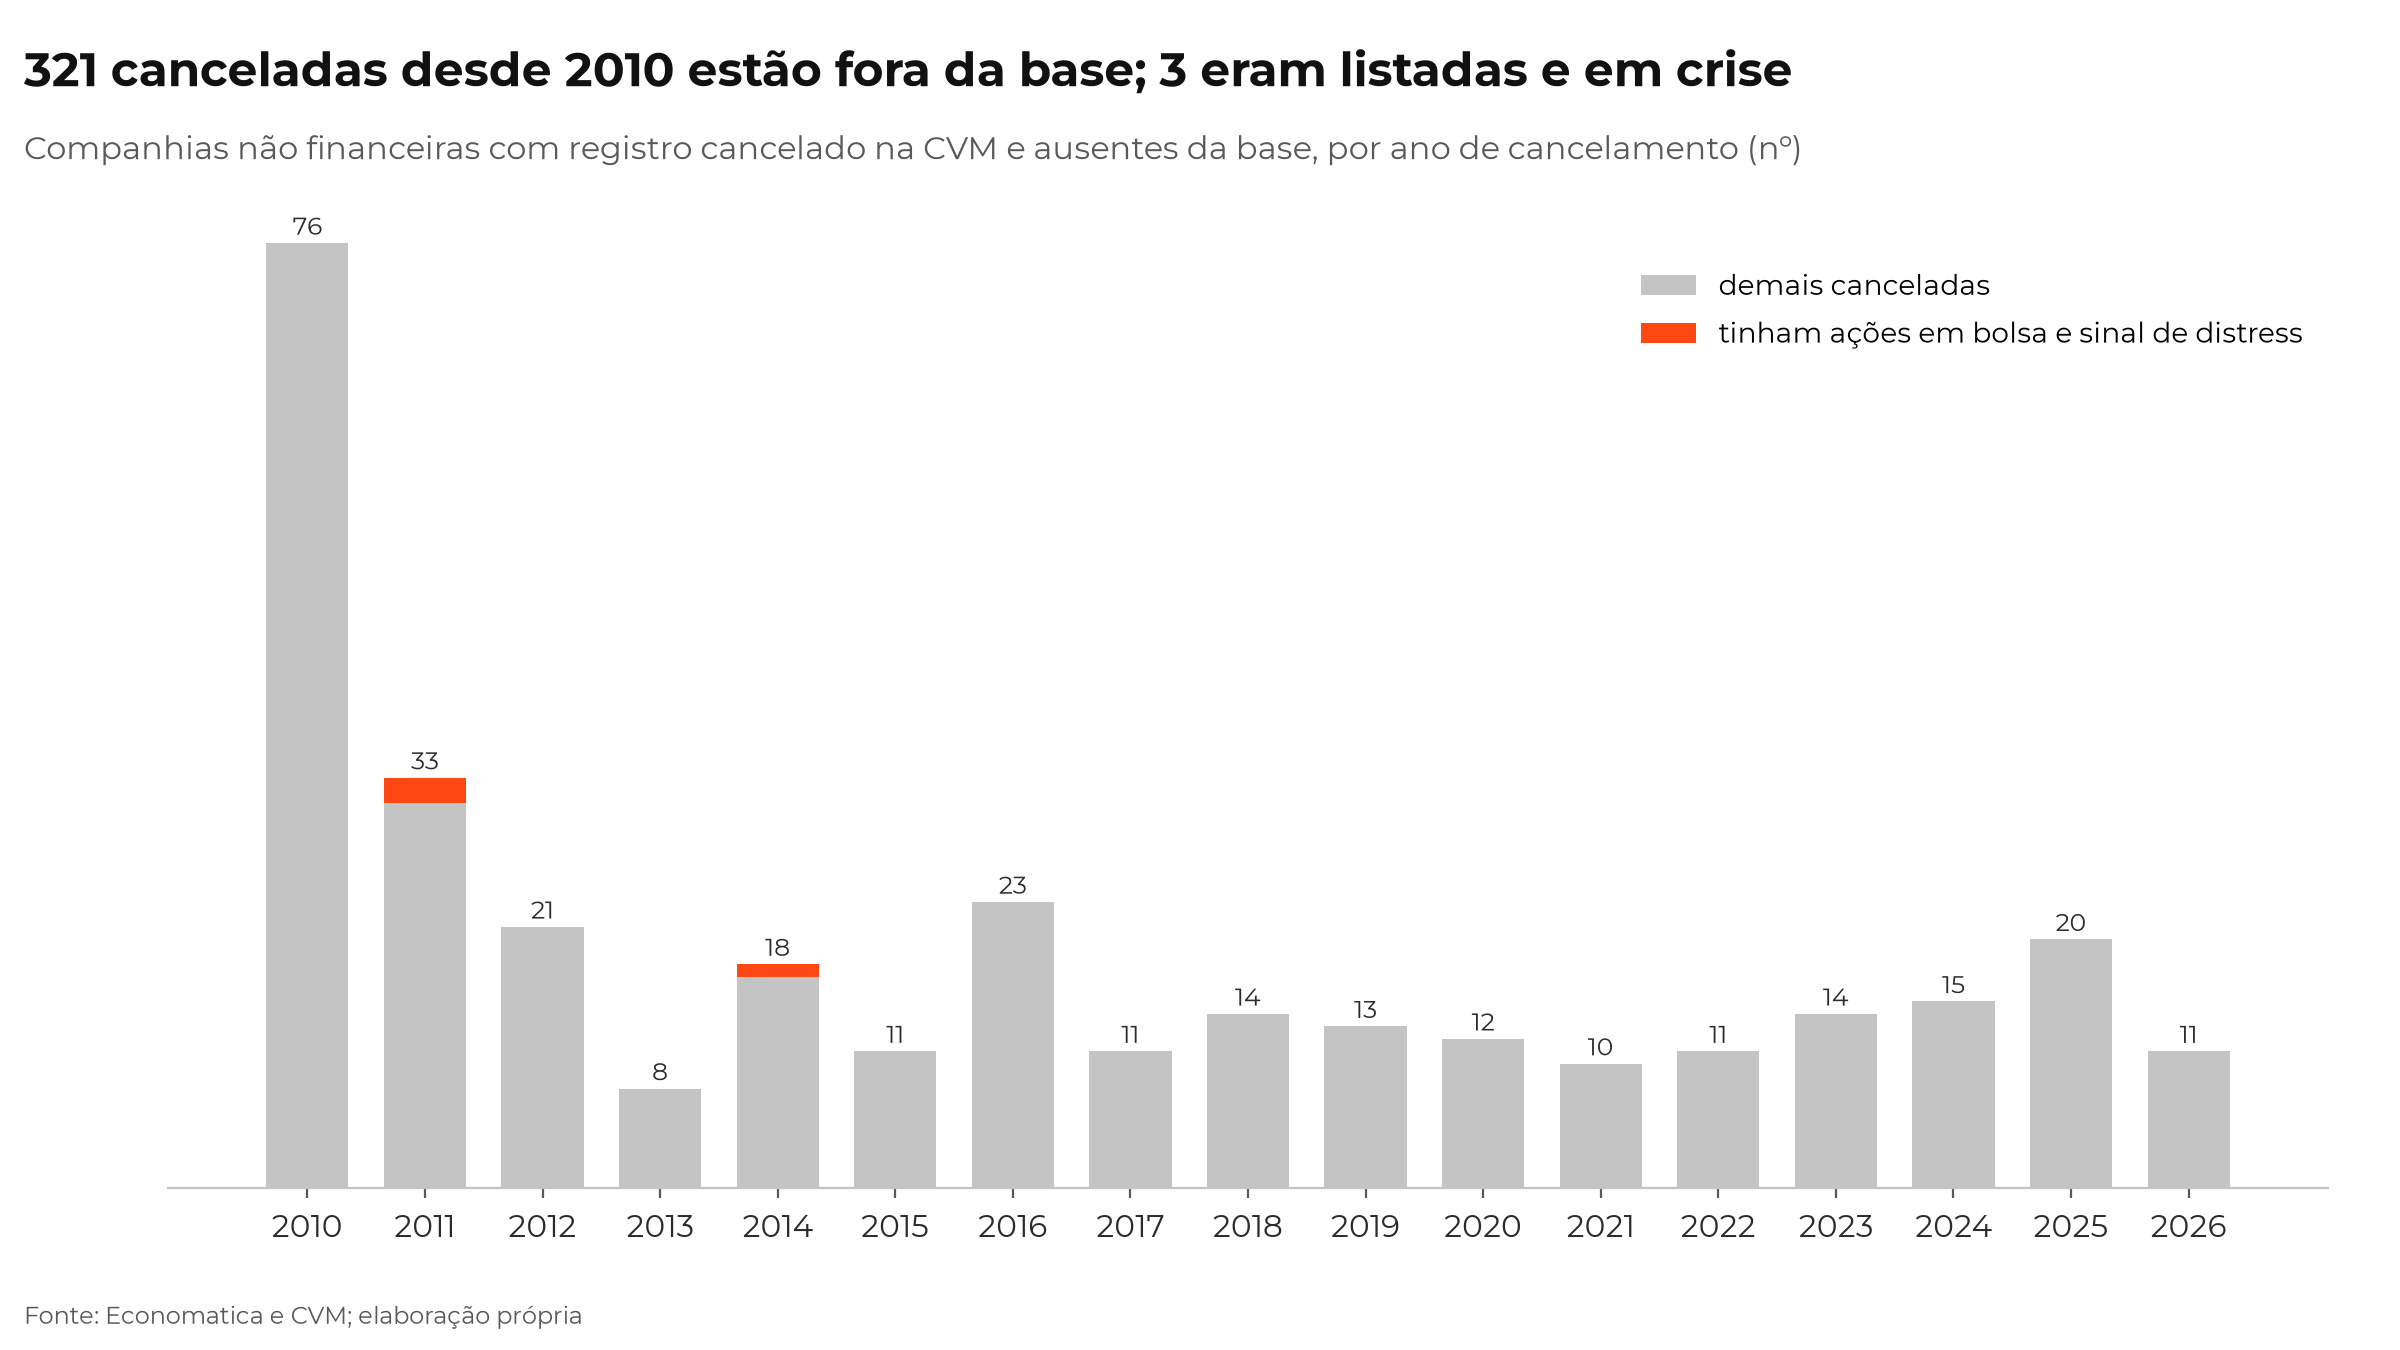 321 canceladas desde 2010 estão fora da base; 3 eram listadas e em crise
Companhias não financeiras com registro cancelado na CVM e ausentes da base, por ano de cancelamento (nº)
76
demais canceladas
tinham ações em bolsa e sinal de distress
33
21
8
18
11
23
11
14
13
12
10
11
14
15
20
11
2010 2011 2012 2013 2014 2015 2016 2017 2018 2019 2020 2021 2022 2023 2024 2025 2026
Fonte: Economatica e CVM; elaboração própria